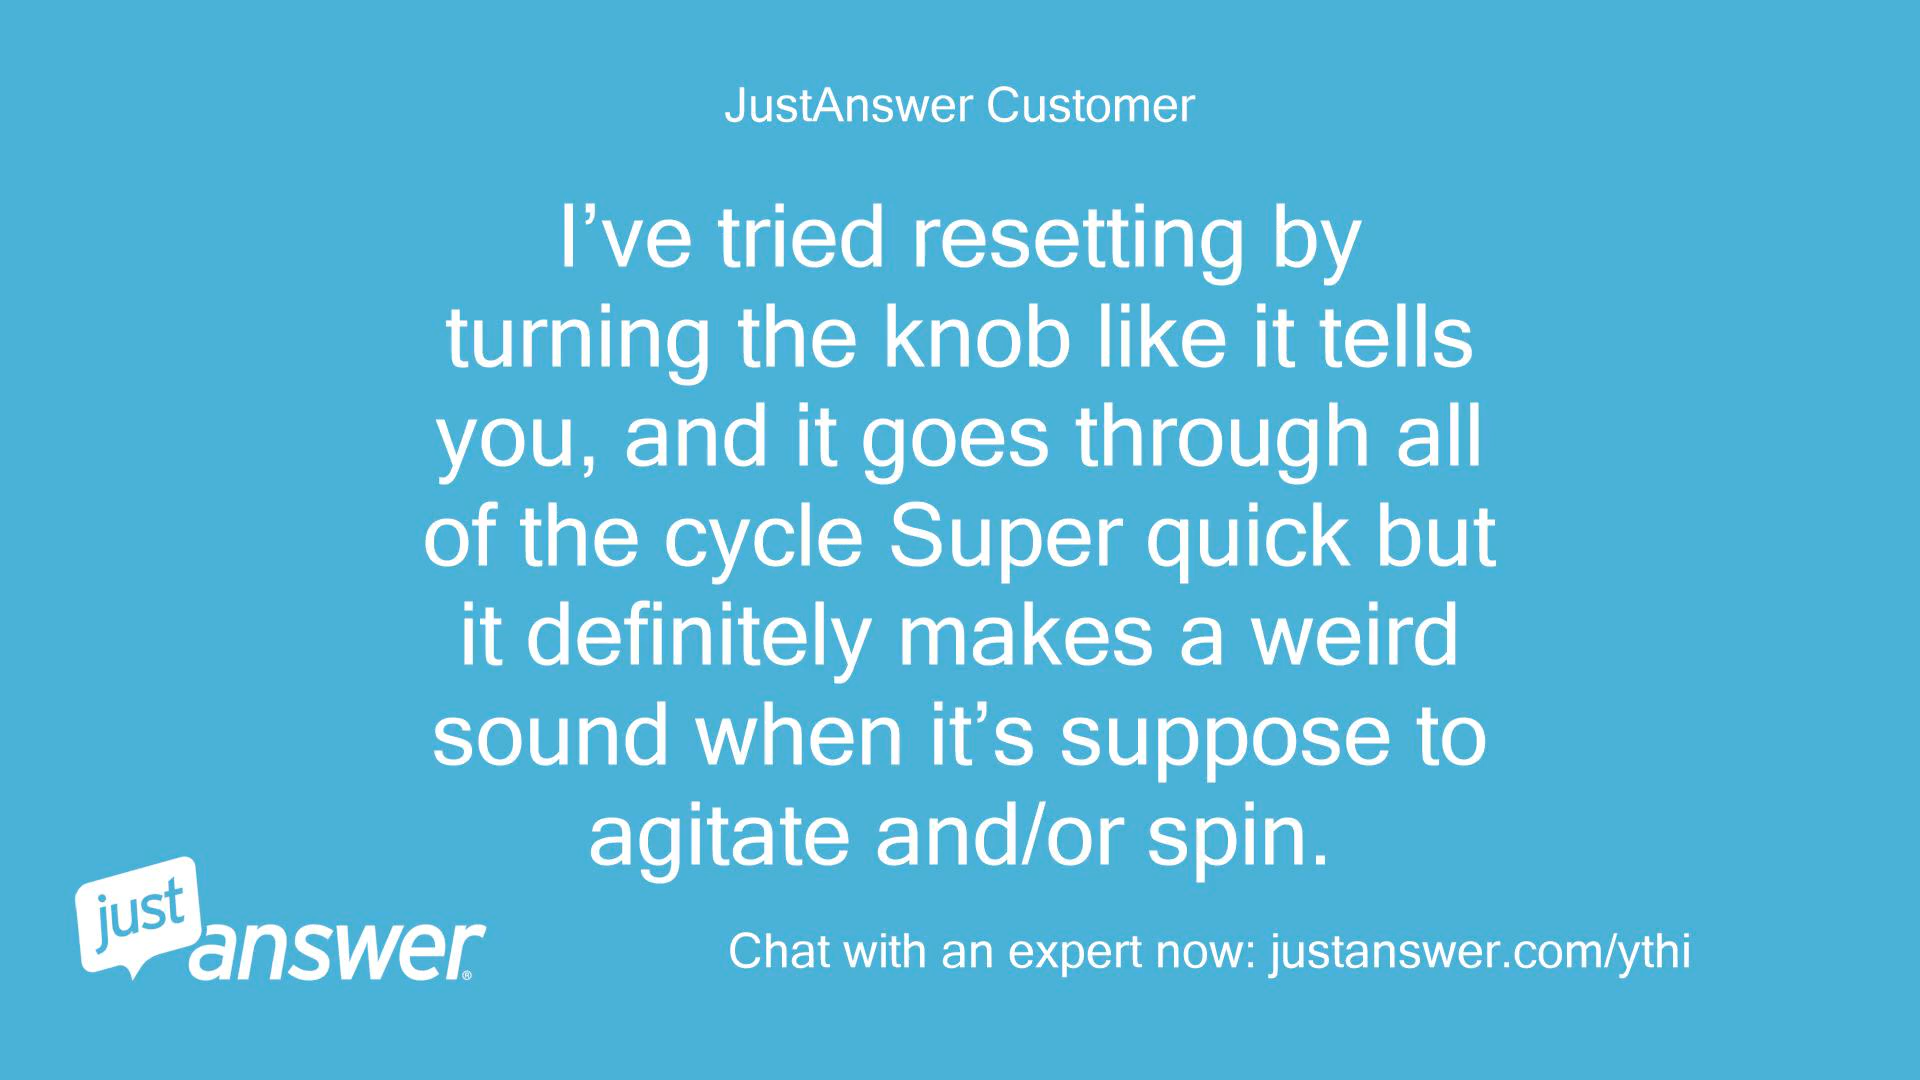 JustAnswer Customer
I’ve tried resetting by
turning the knob like it tells
you, and it goes through all
of the cycle Super quick but
it definitely makes a weird
sound when it’s suppose to
agitate and/or spin.
just
answer®
Chat with an expert now: justanswer.com/ythi